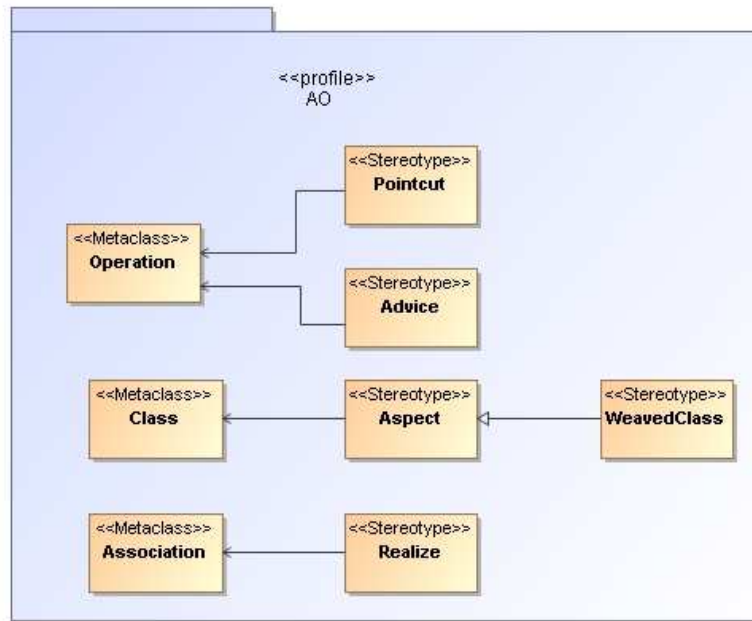 <<profile>>
AO
<<Stereotype>>
Pointcut
<<Metaclass>>
Operation
<<Stereotype>>
Advice
<<Metaclass>>
Class
<<Stereotype>>
Aspect
<<Stereotype>>
WeavedClass
<<Metaclass>>
Association
<<Stereotype>>
Realize